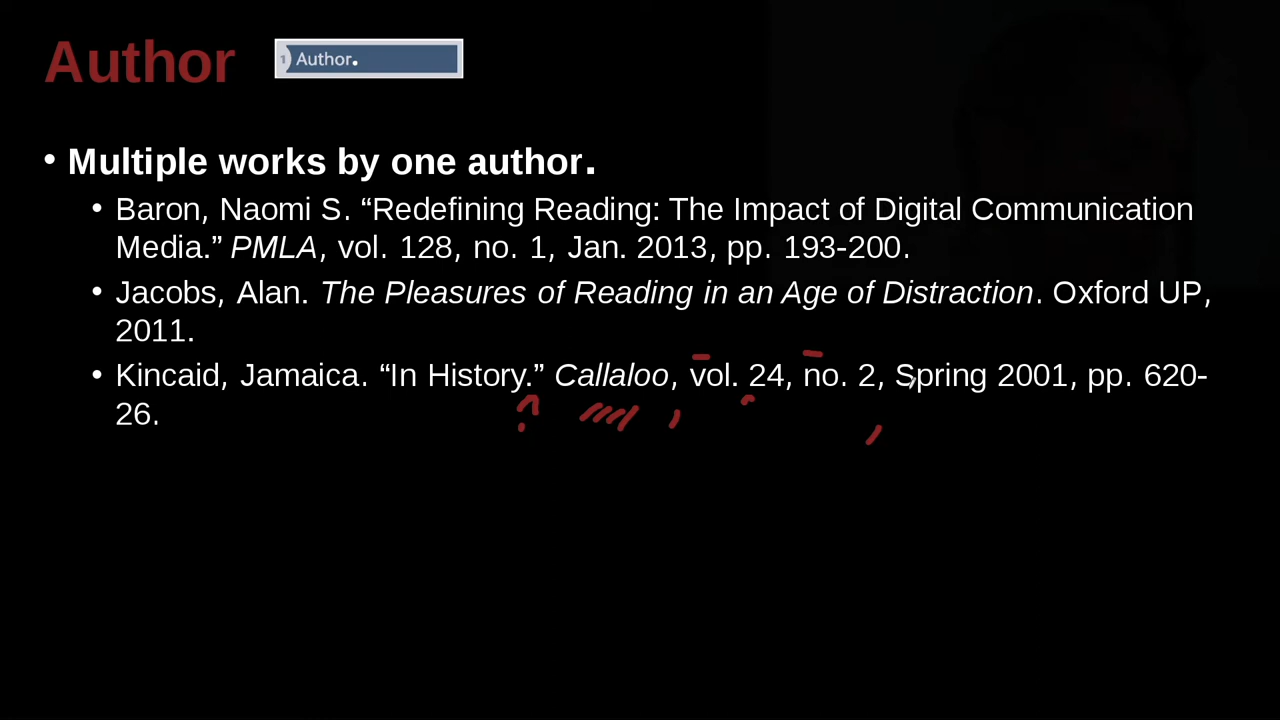 Author
1 Author.
• Multiple works by one author.
• Baron, Naomi S. “Redefining Reading: The Impact of Digital Communication
Media.” PMLA, vol. 128, no. 1, Jan. 2013, pp. 193-200.
• Jacobs, Alan. The Pleasures of Reading in an Age of Distraction. Oxford UP,
2011.
• Kincaid, Jamaica. “In History.” Callaloo, vol. 24, no. 2, Spring 2001, pp. 620-
26.